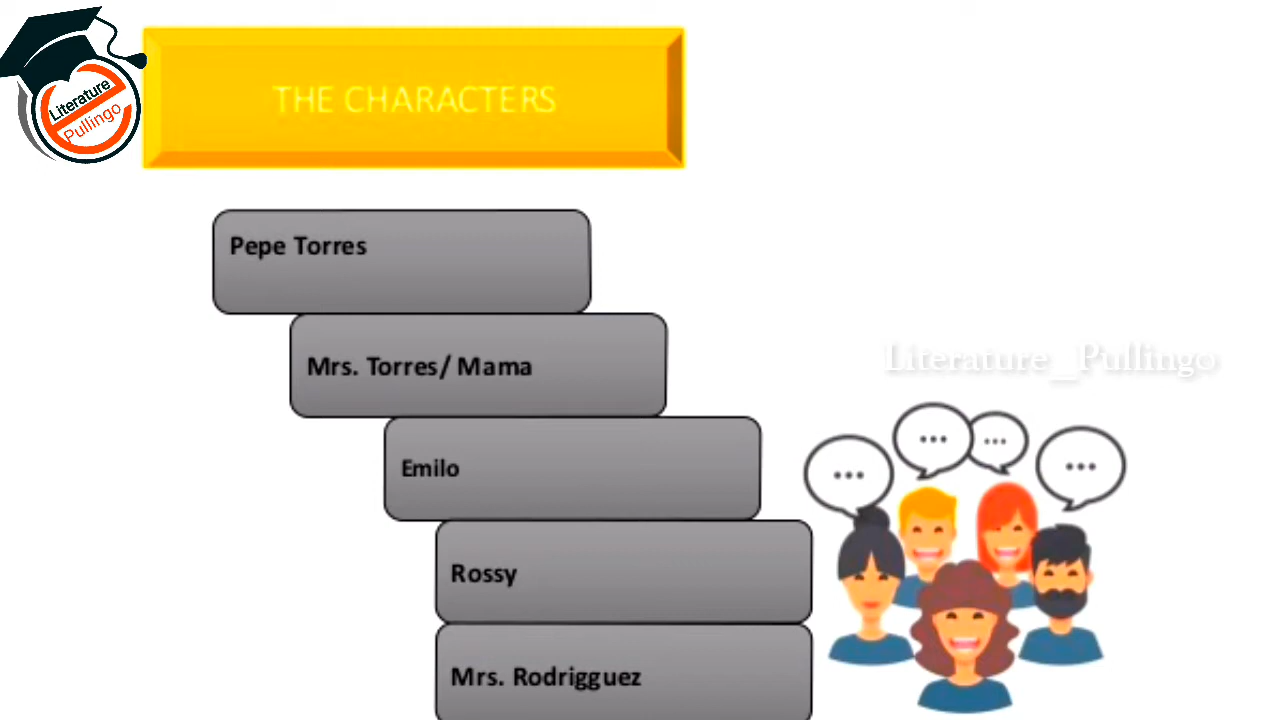 Literature
Pullingo
THE CHARACTERS
Pepe Torres
Mrs. Torres/ Mama
Literature_Pullingo
Emilo
Rossy
Mrs. Rodrigguez